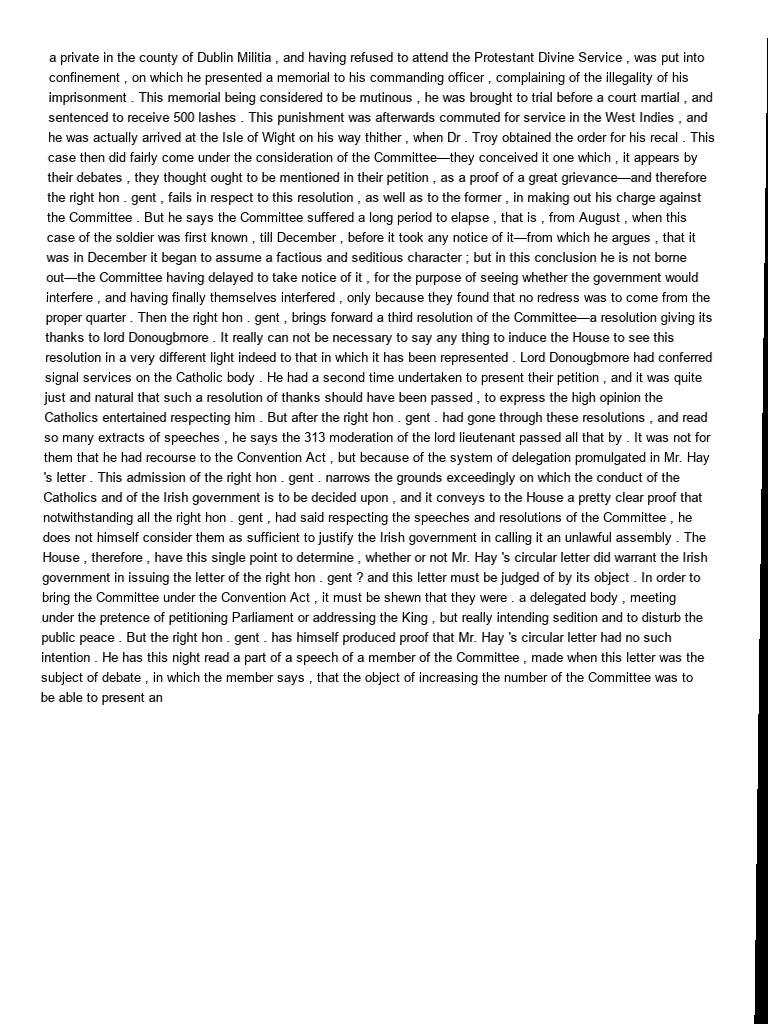 a private in the county of Dublin Militia , and having refused to attend the Protestant Divine Service , was put into
confinement , on which he presented a memorial to his commanding officer , complaining of the illegality of his
imprisonment . This memorial being considered to be mutinous , he was brought to trial before a court martial , and
sentenced to receive 500 lashes . This punishment was afterwards commuted for service in the West Indies , and
he was actually arrived at the Isle of Wight on his way thither , when Dr . Troy obtained the order for his recal . This
case then did fairly come under the consideration of the Committee—they conceived it one which , it appears by
their debates , they thought ought to be mentioned in their petition , as a proof of a great grievance—and therefore
the right hon . gent , fails in respect to this resolution , as well as to the former , in making out his charge against
the Committee . But he says the Committee suffered a long period to elapse , that is , from August , when this
case of the soldier was first known , till December , before it took any notice of it—from which he argues , that it
was in December it began to assume a factious and seditious character ; but in this conclusion he is not borne
out—the Committee having delayed to take notice of it , for the purpose of seeing whether the government would
interfere , and having finally themselves interfered , only because they found that no redress was to come from the
proper quarter . Then the right hon . gent , brings forward a third resolution of the Committee—a resolution giving its
thanks to lord Donougbmore . It really can not be necessary to say any thing to induce the House to see this
resolution in a very different light indeed to that in which it has been represented . Lord Donougbmore had conferred
signal services on the Catholic body . He had a second time undertaken to present their petition , and it was quite
just and natural that such a resolution of thanks should have been passed , to express the high opinion the
Catholics entertained respecting him . But after the right hon . gent . had gone through these resolutions , and read
so many extracts of speeches , he says the 313 moderation of the lord lieutenant passed all that by . It was not for
them that he had recourse to the Convention Act , but because of the system of delegation promulgated in Mr. Hay
's letter . This admission of the right hon . gent . narrows the grounds exceedingly on which the conduct of the
Catholics and of the Irish government is to be decided upon , and it conveys to the House a pretty clear proof that
notwithstanding all the right hon . gent , had said respecting the speeches and resolutions of the Committee , he
does not himself consider them as sufficient to justify the Irish government in calling it an unlawful assembly . The
House , therefore , have this single point to determine , whether or not Mr. Hay 's circular letter did warrant the Irish
government in issuing the letter of the right hon . gent ? and this letter must be judged of by its object . In order to
bring the Committee under the Convention Act , it must be shewn that they were . a delegated body , meeting
under the pretence of petitioning Parliament or addressing the King , but really intending sedition and to disturb the
public peace . But the right hon . gent . has himself produced proof that Mr. Hay 's circular letter had no such
intention . He has this night read a part of a speech of a member of the Committee , made when this letter was the
subject of debate , in which the member says , that the object of increasing the number of the Committee was to
be able to present an